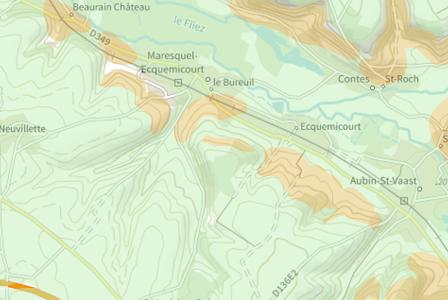 Beaurain Château
le Fliez
D349
Maresquel-
Ecquemicourt
le Bureuil
Contes
St-Roch
Neuvillette
Ecquemicourt
Aubin-St-Vaast
D136E2